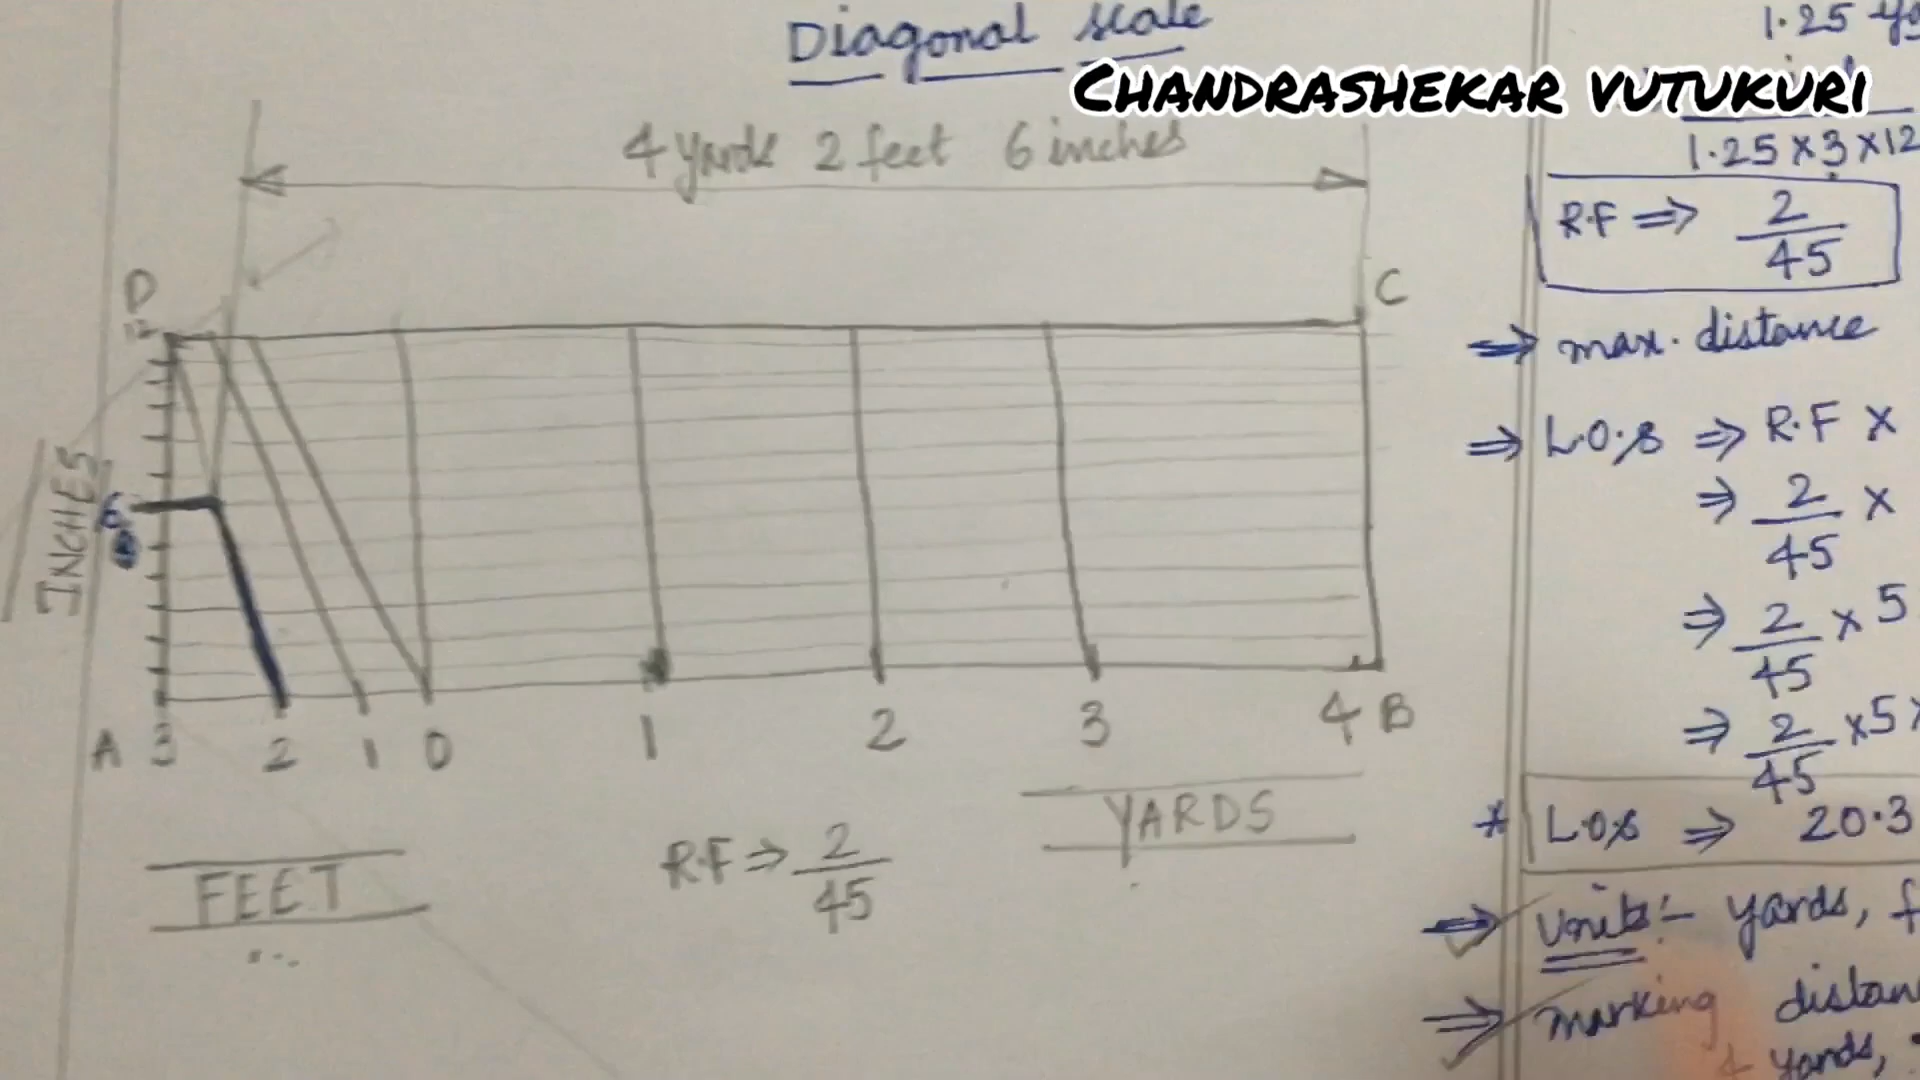 Diagonal scale
CHANDRASHEKAR VUTUKURI
4 yards 2 feet 6 inches
D
C
12
INCHES
6
A 3 2 1 0 1 2 3 4 B
FEET
R.F ⇒ 2/45
YARDS
1.25
1.25 × 3 × 12
R.F ⇒ 2/45
⇒ max. distance
⇒ L.O.S ⇒ R.F ×
⇒ 2/45 ×
⇒ 2/45 × 5
⇒ 2/45 × 5 ×
* L.O.S ⇒ 20.3
⇒ Units:- yards,
⇒ marking
4 yards,